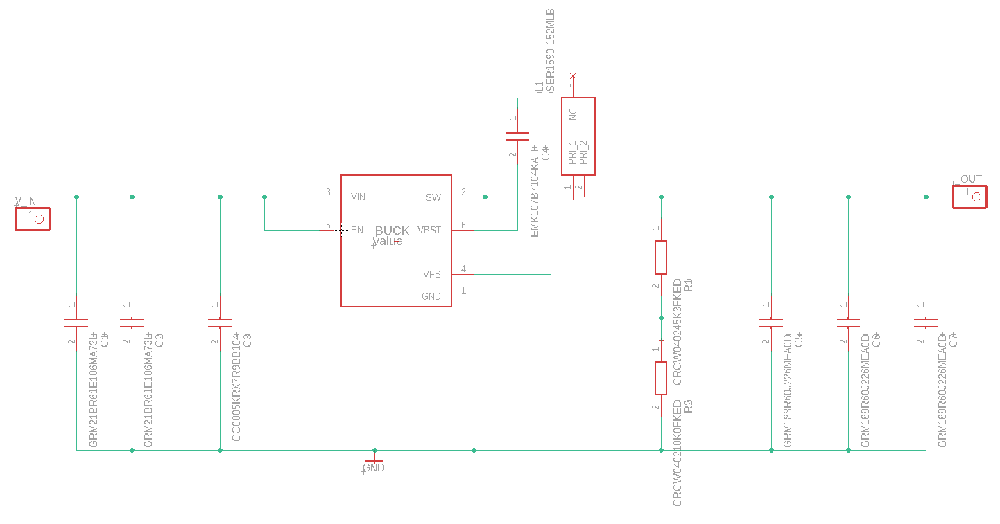 SER1590-152MLB
L1
3
NC
1
PRI_1
PRI_2
2
C4
EMK107B7104KA-T
1
2
V_IN
1
3
VIN
SW
2
5
EN
BUCK
Value
VBST
6
VFB
4
GND
1
I_OUT
1
1
2
R1
CRCW040245K3FKED
1
2
R2
CRCW040210K0FKED
1
2
C1
GRM21BR61E106MA73L
1
2
C2
GRM21BR61E106MA73L
1
2
C3
CC0805KRX7R9BB104
1
2
C5
GRM188R60J226MEA0D
1
2
C6
GRM188R60J226MEA0D
1
2
C7
GRM188R60J226MEA0D
GND